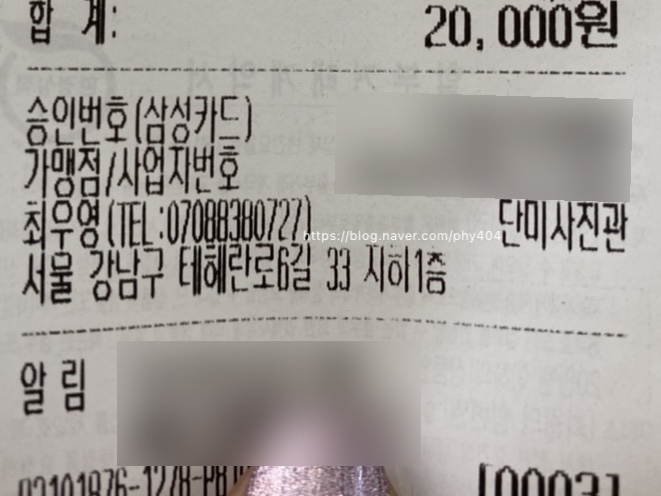 합 계: 20,000원
승인번호(삼성카드)
가맹점/사업자번호
최우영(TEL:07088380727) 단미사진관
https://blog.naver.com/phy404
서울 강남구 테헤란로6길 33 지하1층
알 림
[0003]